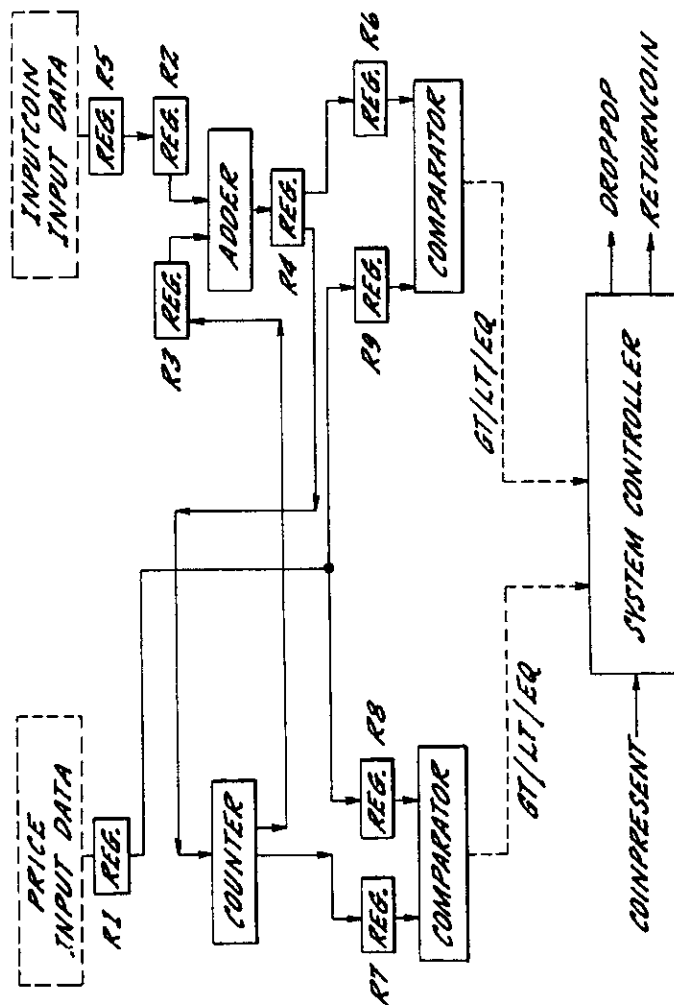 PRICE
INPUT DATA
INPUTCOIN
INPUT DATA
R1
REG.
REG.
R5
REG.
R2
R3
REG.
ADDER
COUNTER
R4
REG.
R7
REG.
REG.
R8
R9
REG.
REG.
R6
COMPARATOR
COMPARATOR
GT/LT/EQ
GT/LT/EQ
COINPRESENT
SYSTEM CONTROLLER
DROPPOP
RETURNCOIN